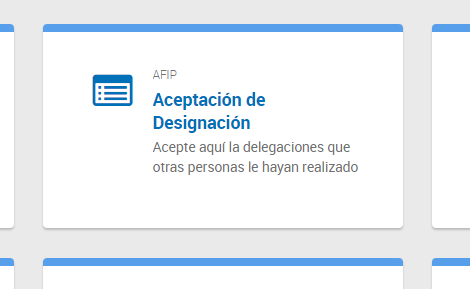 AFIP
Aceptación de
Designación
Acepte aquí la delegaciones que
otras personas le hayan realizado